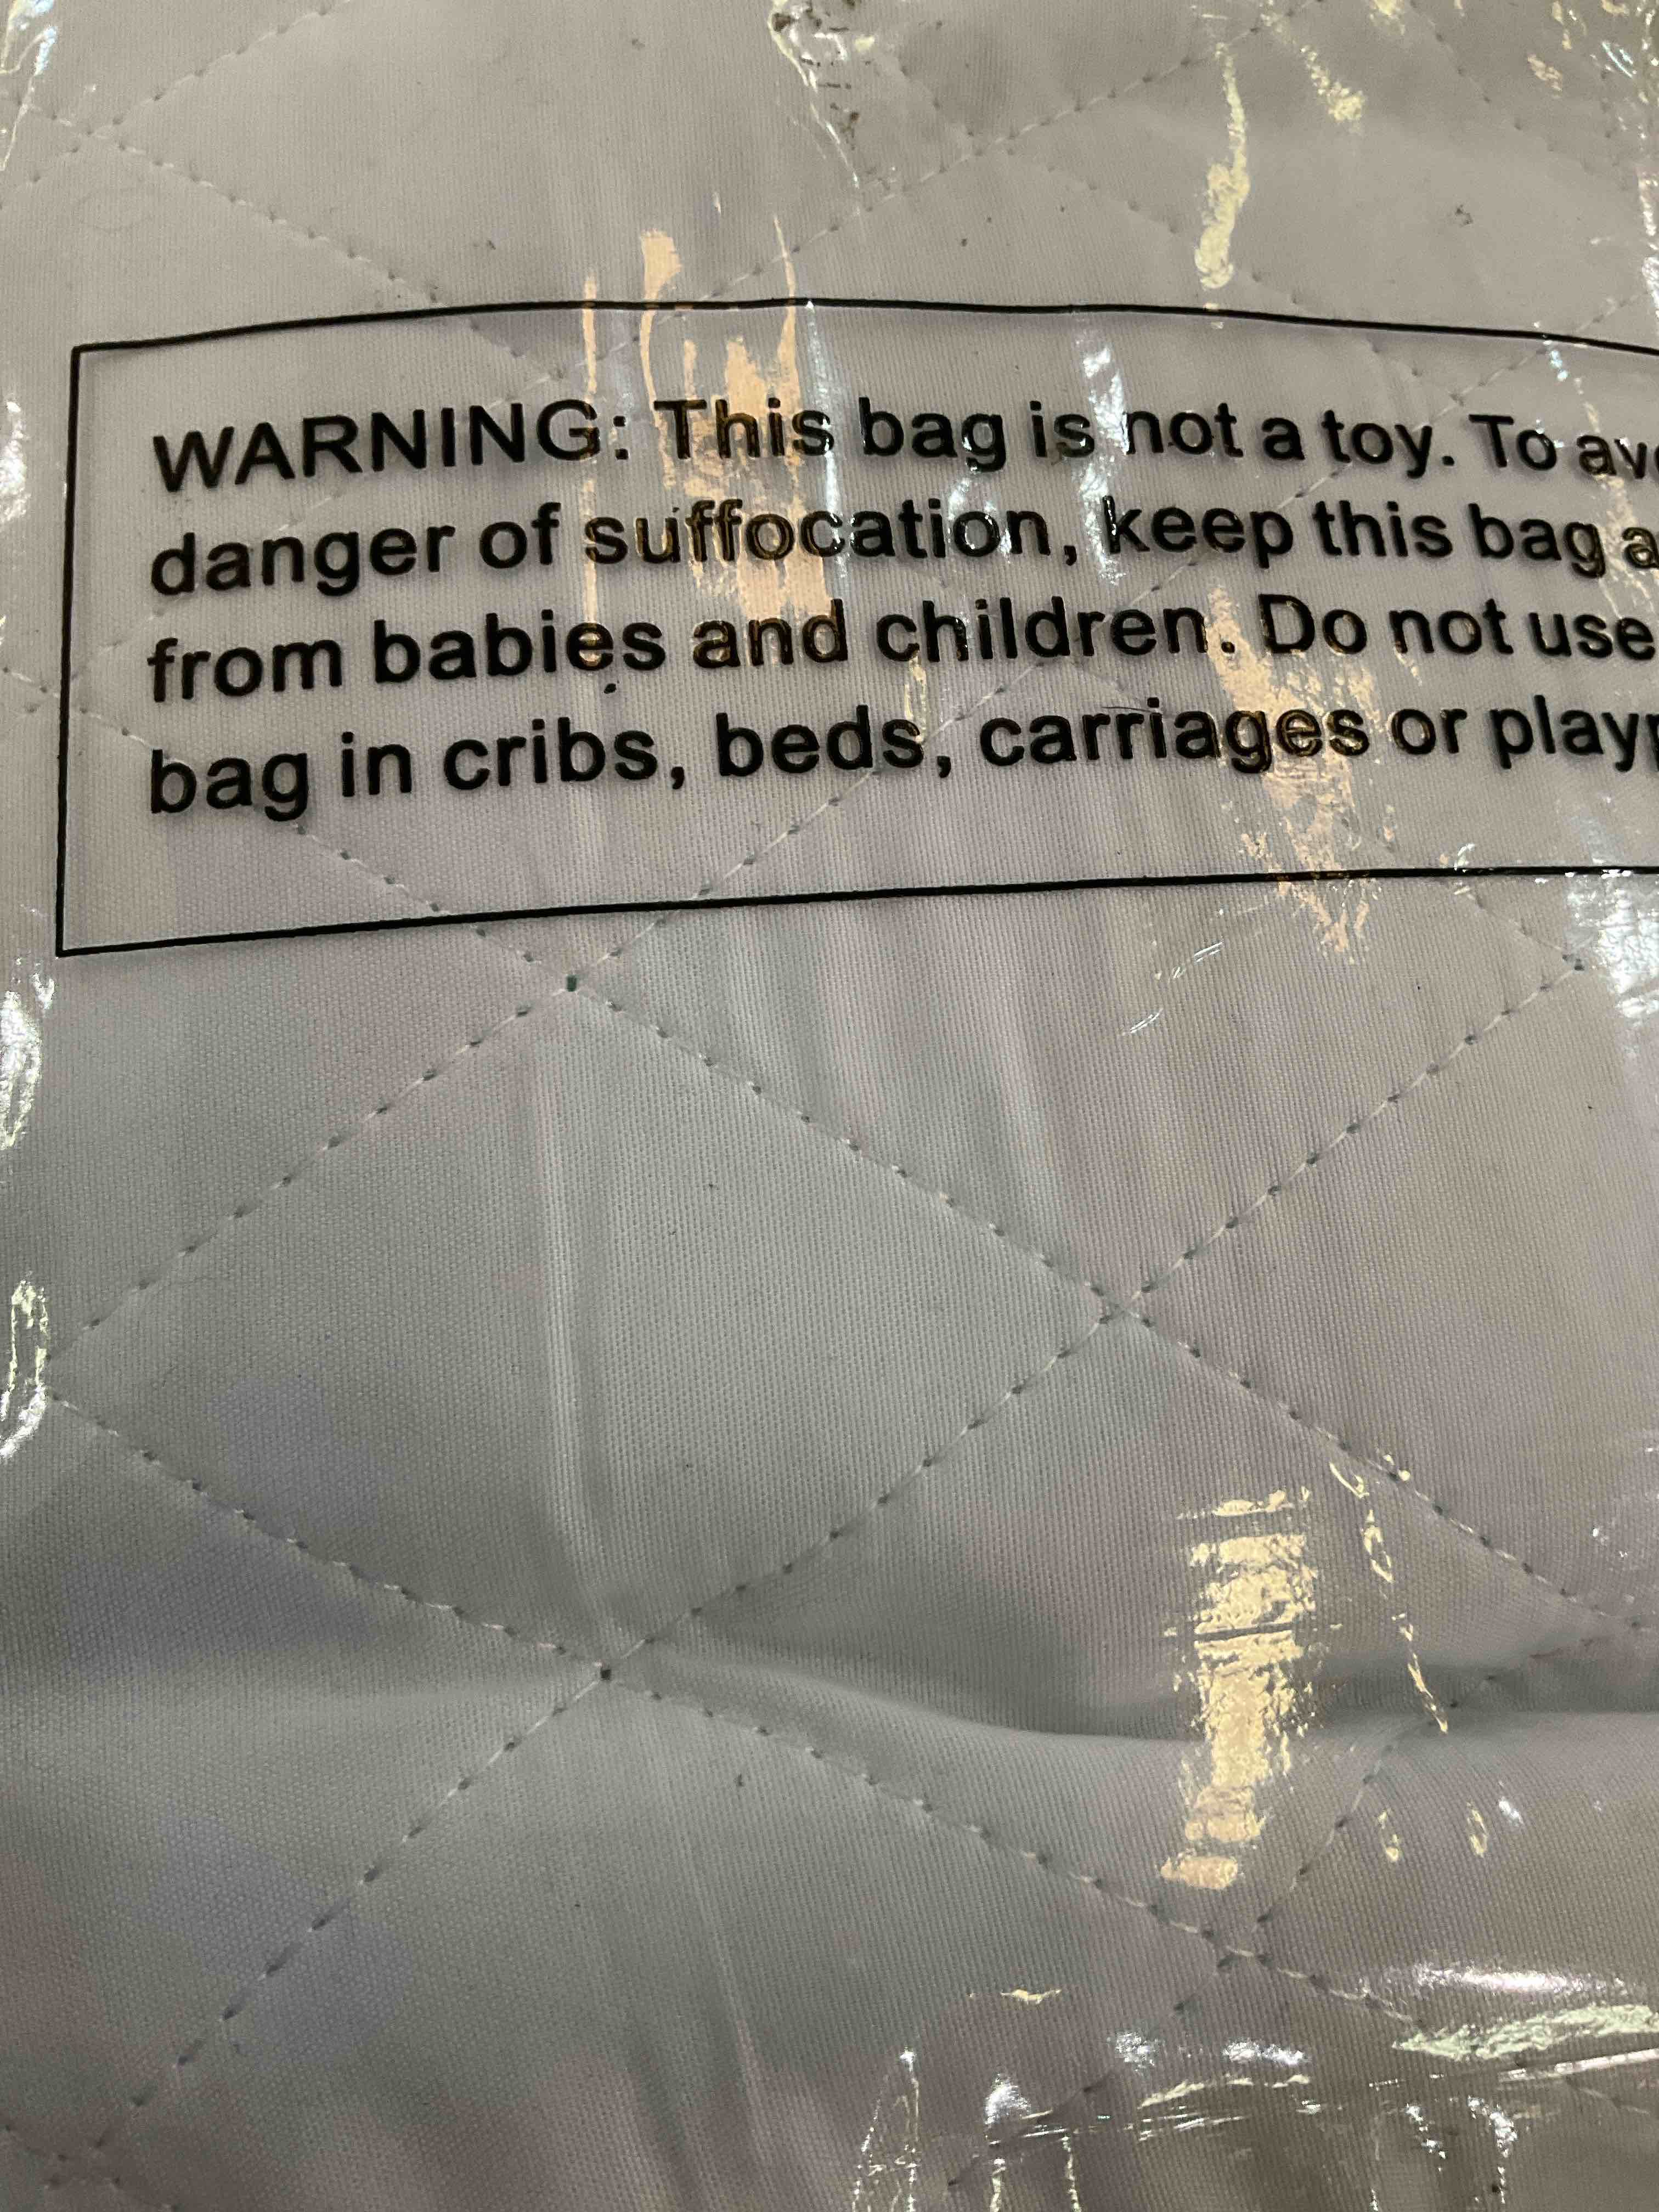 WARNING: This bag is not a toy. To
danger of suffocation, keep this bag
from babies and children. Do not use
bag in cribs, beds, carriages or